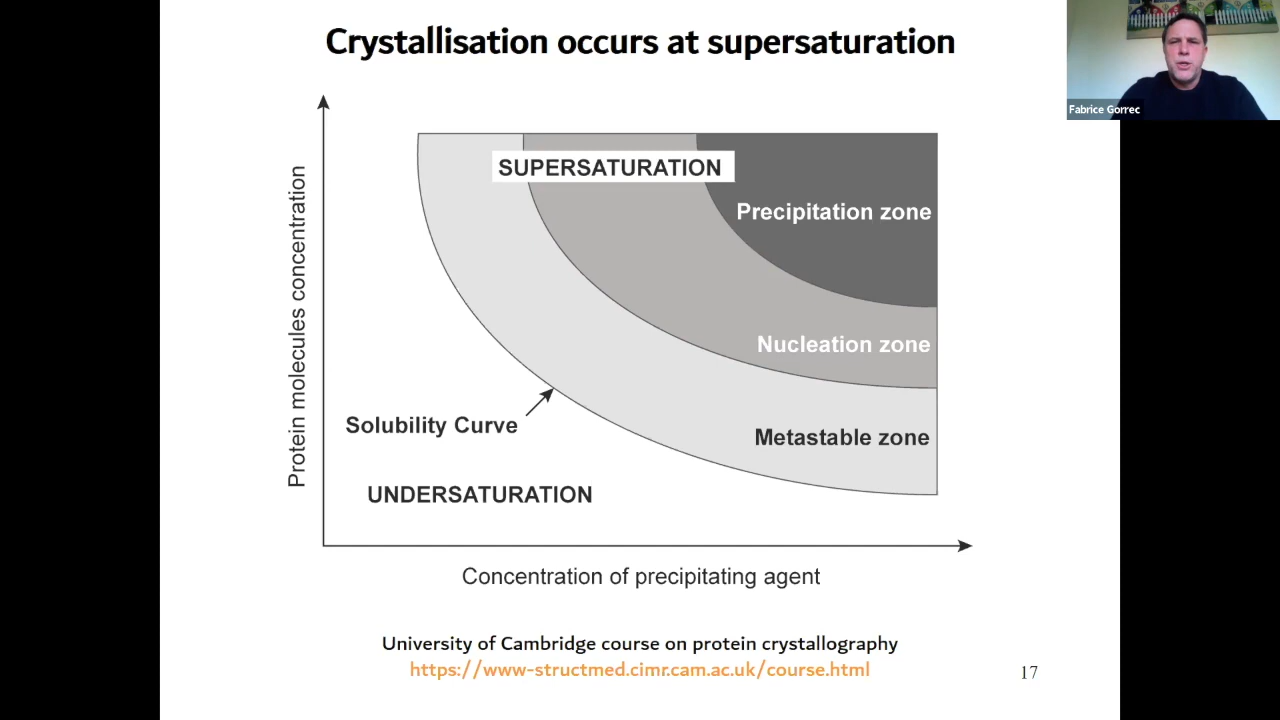 Crystallisation occurs at supersaturation
Fabrice Gorrec
Protein molecules concentration
SUPERSATURATION
Precipitation zone
Nucleation zone
Solubility Curve
Metastable zone
UNDERSATURATION
Concentration of precipitating agent
University of Cambridge course on protein crystallography
https://www-structmed.cimr.cam.ac.uk/course.html
17